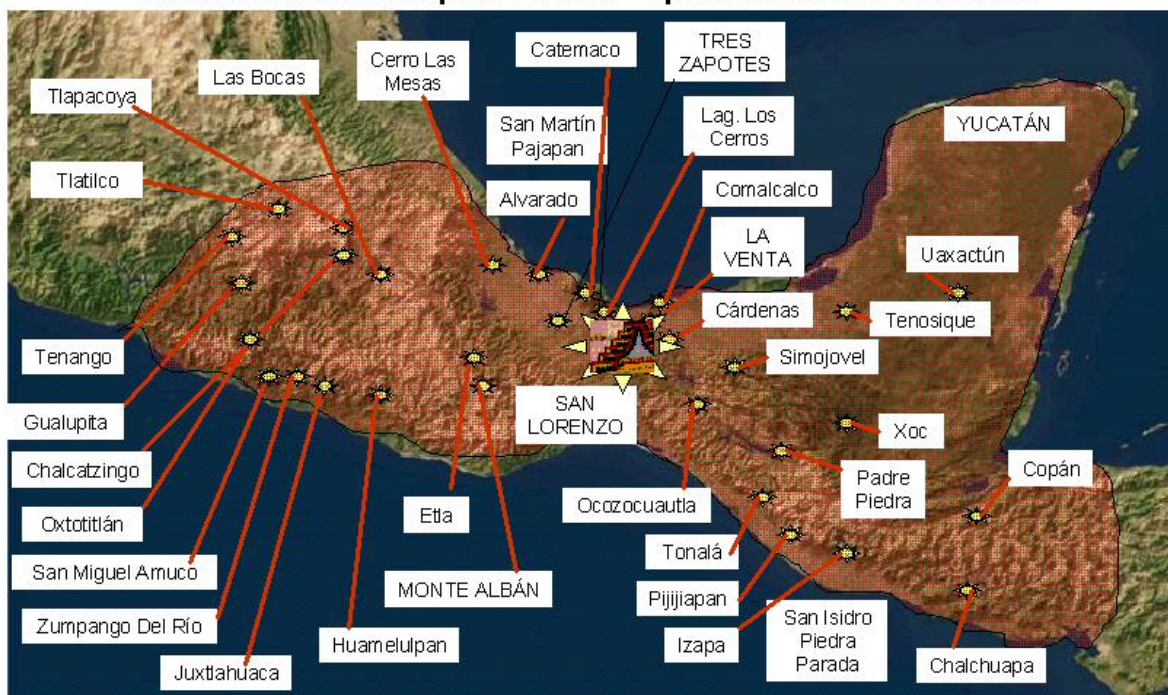 Catemaco
TRES
ZAPOTES
Cerro Las
Mesas
Las Bocas
Tlapacoya
Lag. Los
Cerros
San Martín
Pajapan
YUCATÁN
Tlatilco
Alvarado
Comalcalco
LA
VENTA
Uaxactún
Cárdenas
Tenosique
Tenango
Simojovel
SAN
LORENZO
Gualupita
Xoc
Chalcatzingo
Padre
Piedra
Copán
Ocozocuautla
Etla
Oxtotitlán
Tonalá
San Miguel Amuco
MONTE ALBÁN
Pijijiapan
San Isidro
Piedra
Parada
Zumpango Del Río
Huamelulpan
Izapa
Chalchuapa
Juxtlahuaca